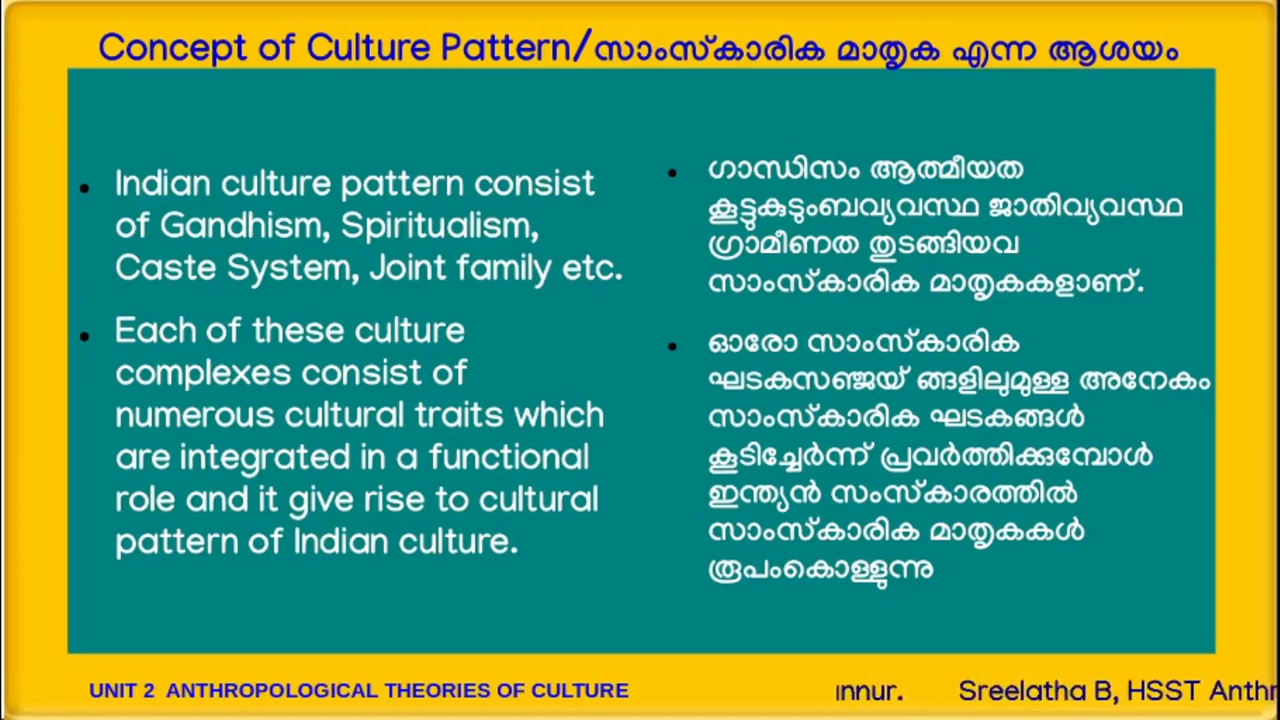 Concept of Culture Pattern/സാംസ്കാരിക മാതൃക എന്ന ആശയം
Indian culture pattern consist
of Gandhism, Spiritualism,
Caste System, Joint family etc.
Each of these culture
complexes consist of
numerous cultural traits which
are integrated in a functional
role and it give rise to cultural
pattern of Indian culture.
ഗാന്ധിസം ആത്മീയത
കൂട്ടുകുടുംബവ്യവസ്ഥ ജാതിവ്യവസ്ഥ
ഗ്രാമീണത തുടങ്ങിയവ
സാംസ്കാരിക മാതൃകകളാണ്.
ഓരോ സാംസ്കാരിക
ഘടകസഞ്ജയ് ങ്ങളിലുമുള്ള അനേകം
സാംസ്കാരിക ഘടകങ്ങൾ
കൂടിച്ചേർന്ന് പ്രവർത്തിക്കുമ്പോൾ
ഇന്ത്യൻ സംസ്കാരത്തിൽ
സാംസ്കാരിക മാതൃകകൾ
രൂപംകൊള്ളുന്നു
UNIT 2 ANTHROPOLOGICAL THEORIES OF CULTURE
nnur. Sreelatha B, HSST Anthr